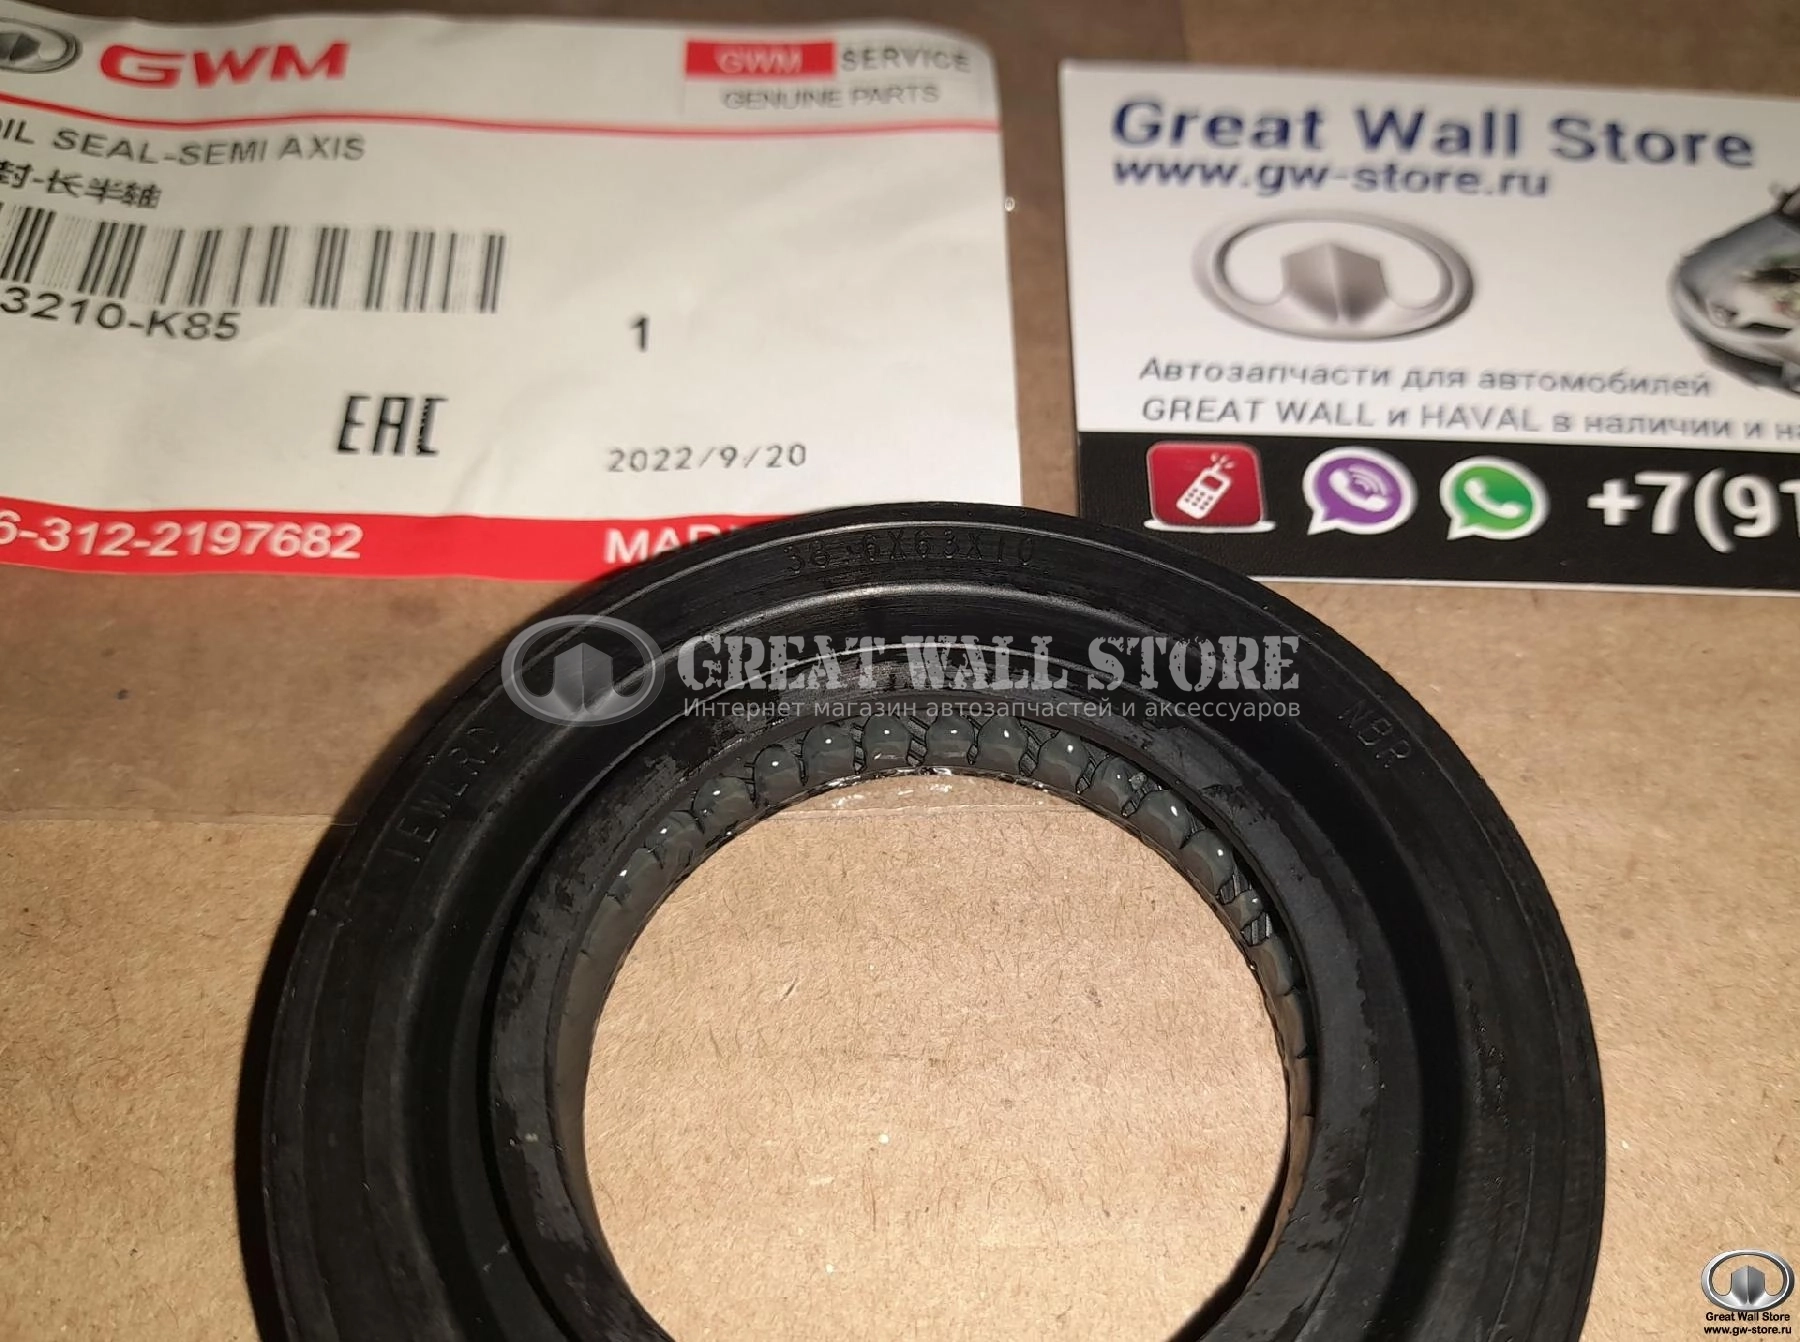 GWM
GWM SERVICE
GENUINE PARTS
OIL SEAL-SEMI AXIS
封-长半轴
3210-K85
1
EAC
2022/9/20
6-312-2197682
Great Wall Store
www.gw-store.ru
Автозапчасти для автомобилей
GREAT WALL и HAVAL в наличии и
+7(91
6X63X10
NBR
GREAT WALL STORE
Интернет магазин автозапчастей и аксессуаров
Great Wall Store
www.gw-store.ru